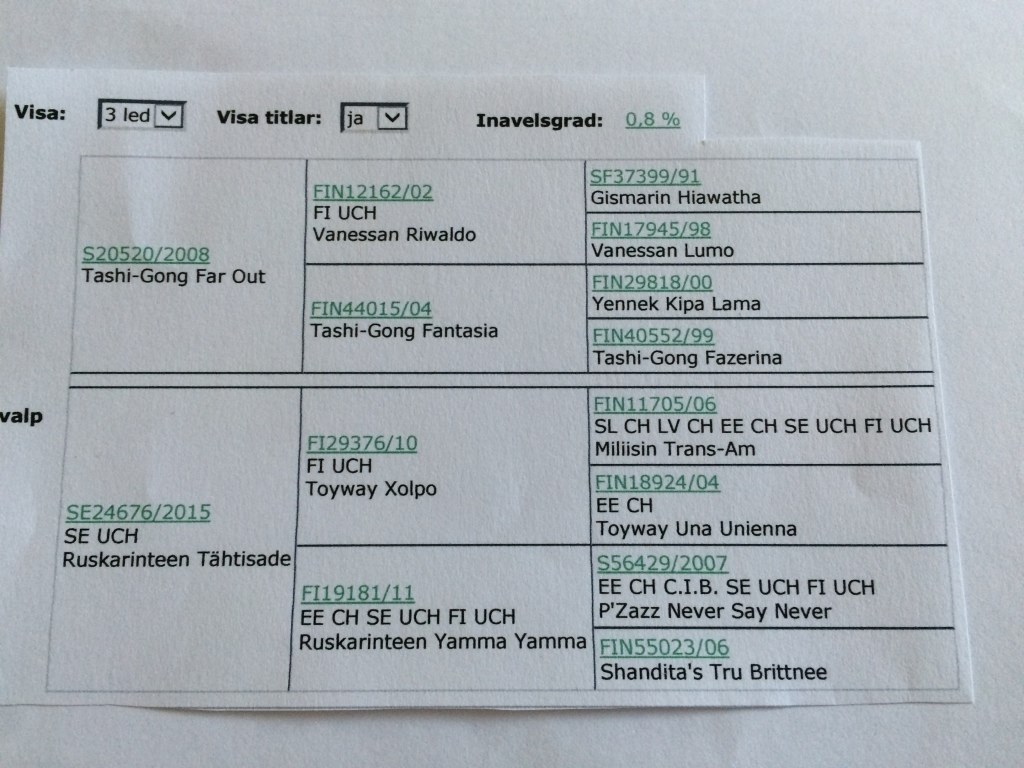 Visa: 3 led Visa titlar: ja Inavelsgrad: 0,8 %
S20520/2008
Tashi-Gong Far Out
FIN12162/02
FI UCH
Vanessan Riwaldo
SF37399/91
Gismarin Hiawatha
FIN17945/98
Vanessan Lumo
FIN44015/04
Tashi-Gong Fantasia
FIN29818/00
Yennek Kipa Lama
FIN40552/99
Tashi-Gong Fazerina
valp
SE24676/2015
SE UCH
Ruskarinteen Tähtisade
FI29376/10
FI UCH
Toyway Xolpo
FIN11705/06
SL CH LV CH EE CH SE UCH FI UCH
Miliisin Trans-Am
FIN18924/04
EE CH
Toyway Una Unienna
FI19181/11
EE CH SE UCH FI UCH
Ruskarinteen Yamma Yamma
S56429/2007
EE CH C.I.B. SE UCH FI UCH
P'Zazz Never Say Never
FIN55023/06
Shandita's Tru Brittnee